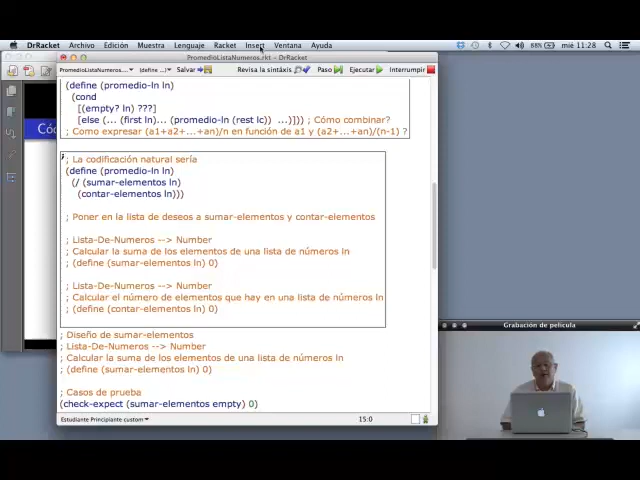 DrRacket Archivo Edición Muestra Lenguaje Racket Insert Ventana Ayuda 88% mié 11:28
PromedioListaNumeros.rkt - DrRacket
PromedioListaNumeros.... (define ...) Salvar Revisa la sintáxis Paso Ejecutar Interrumpir
(define (promedio-ln ln)
(cond
[(empty? ln) ???]
[else (... (first ln)... (promedio-ln (rest lc) ...)])) ; Cómo combinar?
; Como expresar (a1+a2+...+an)/n en función de a1 y (a2+...+an)/(n-1) ?
; La codificación natural sería
(define (promedio-ln ln)
(/ (sumar-elementos ln)
(contar-elementos ln)))
; Poner en la lista de deseos a sumar-elementos y contar-elementos
; Lista-De-Numeros --> Number
; Calcular la suma de los elementos de una lista de números ln
; (define (sumar-elementos ln) 0)
; Lista-De-Numeros --> Number
; Calcular el número de elementos que hay en una lista de números ln
; (define (contar-elementos ln) 0)
; Diseño de sumar-elementos
; Lista-De-Numeros --> Number
; Calcular la suma de los elementos de una lista de números ln
; (define (sumar-elementos ln) 0)
; Casos de prueba
(check-expect (sumar-elementos empty) 0)
Estudiante Principiante custom 15:0
Có
Grabación de película